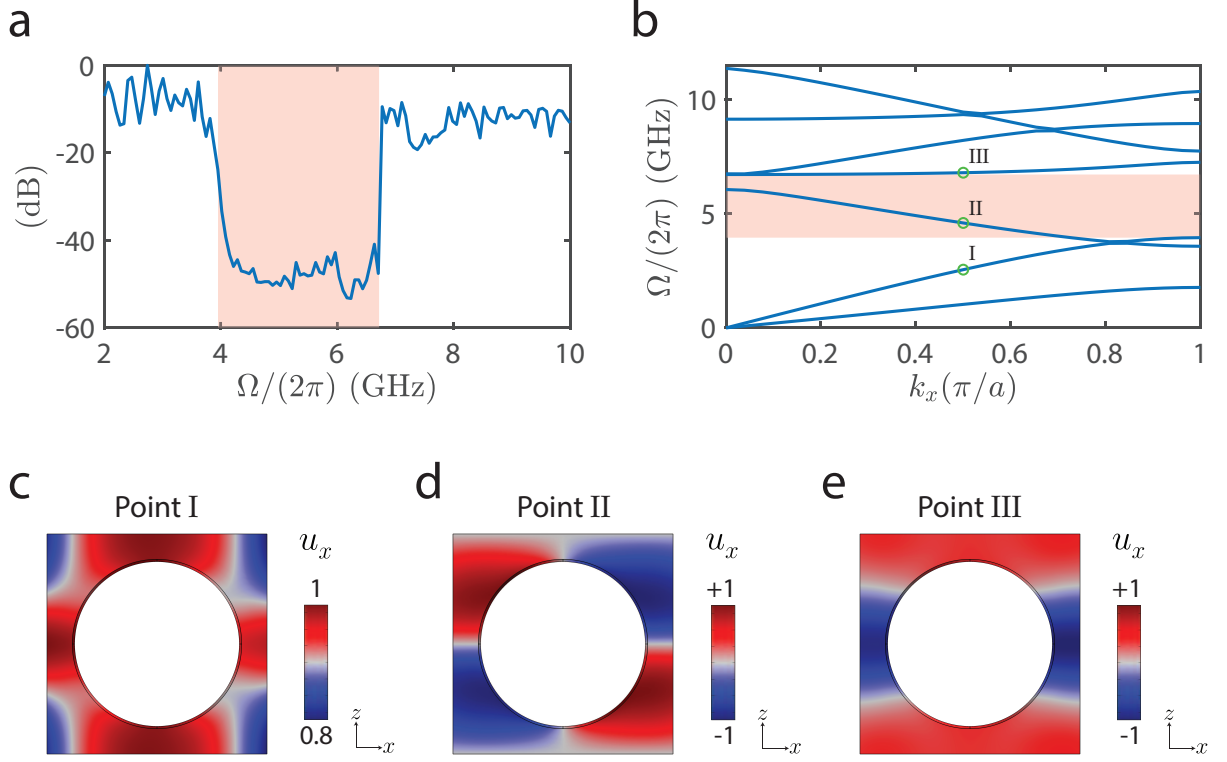 a
0
-20
-40
-60
(dB)
2 4 6 8 10
Ω/(2π) (GHz)
b
10
5
0
Ω/(2π) (GHz)
III
II
I
0 0.2 0.4 0.6 0.8 1
k_x(π/a)
c
Point I
u_x
1
0.8
z
x
d
Point II
u_x
+1
-1
z
x
e
Point III
u_x
+1
-1
z
x